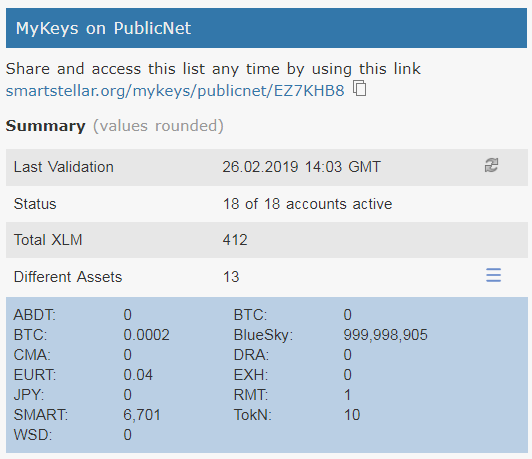 MyKeys on PublicNet
Share and access this list any time by using this link
smartstellar.org/mykeys/publicnet/EZ7KHB8
Summary (values rounded)
Last Validation 26.02.2019 14:03 GMT
Status 18 of 18 accounts active
Total XLM 412
Different Assets 13
ABDT: 0 BTC: 0
BTC: 0.0002 BlueSky: 999,998,905
CMA: 0 DRA: 0
EURT: 0.04 EXH: 0
JPY: 0 RMT: 1
SMART: 6,701 TokN: 10
WSD: 0